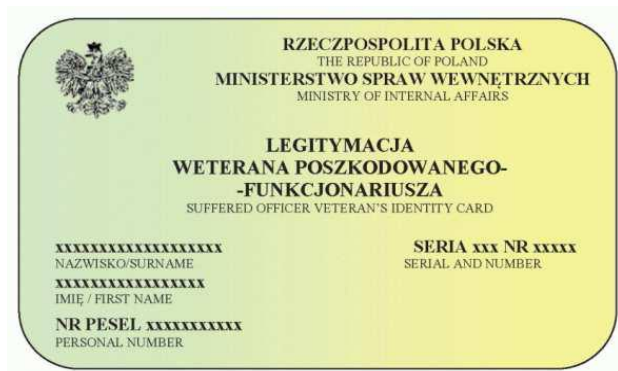 RZECZPOSPOLITA POLSKA
THE REPUBLIC OF POLAND
MINISTERSTWO SPRAW WEWNĘTRZNYCH
MINISTRY OF INTERNAL AFFAIRS
LEGITYMACJA
WETERANA POSZKODOWANEGO-
-FUNKCJONARIUSZA
SUFFERED OFFICER VETERAN'S IDENTITY CARD
xxxxxxxxxxxxxxxxxxx
NAZWISKO/SURNAME
xxxxxxxxxxxxxxxxx
IMIĘ / FIRST NAME
NR PESEL xxxxxxxxxxx
PERSONAL NUMBER
SERIA xxx NR xxxxx
SERIAL AND NUMBER